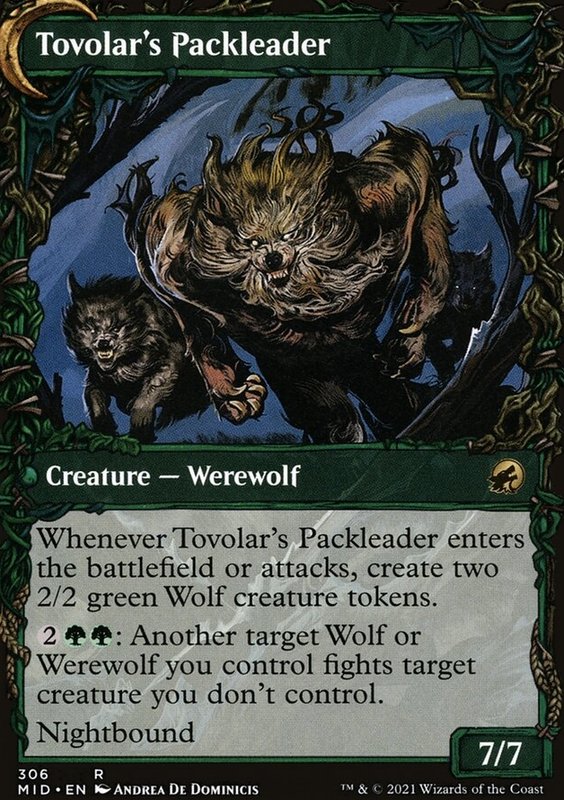 Tovolar's Packleader
Creature — Werewolf
Whenever Tovolar's Packleader enters
the battlefield or attacks, create two
2/2 green Wolf creature tokens.
2: Another target Wolf or
Werewolf you control fights target
creature you don't control.
Nightbound
7/7
306 R
MID • EN Andrea De Dominicis
™ & © 2021 Wizards of the Coast